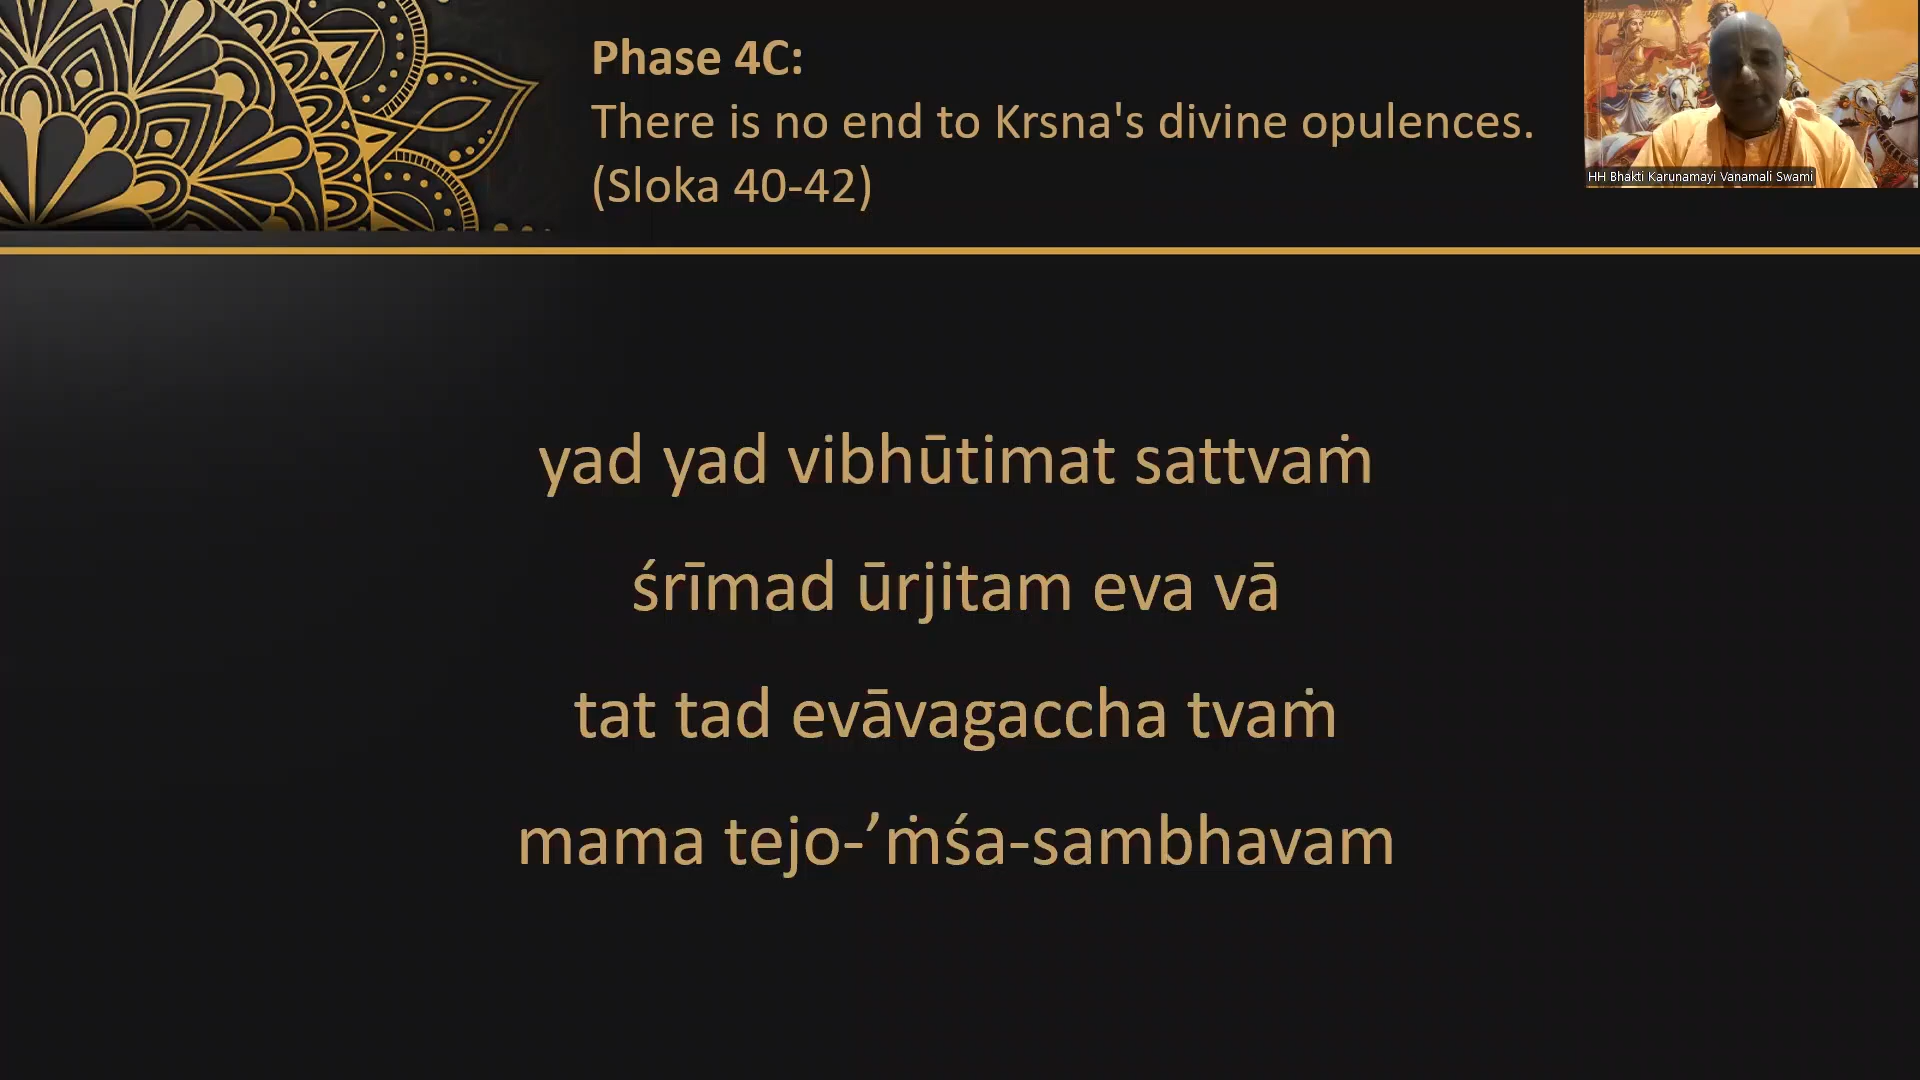 Phase 4C:
There is no end to Krsna's divine opulences.
(Sloka 40-42)
HH Bhakti Karunamayi Vanamali Swami
yad yad vibhūtimat sattvaṁ
śrīmad ūrjitam eva vā
tat tad evāvagaccha tvaṁ
mama tejo-’ṁśa-sambhavam